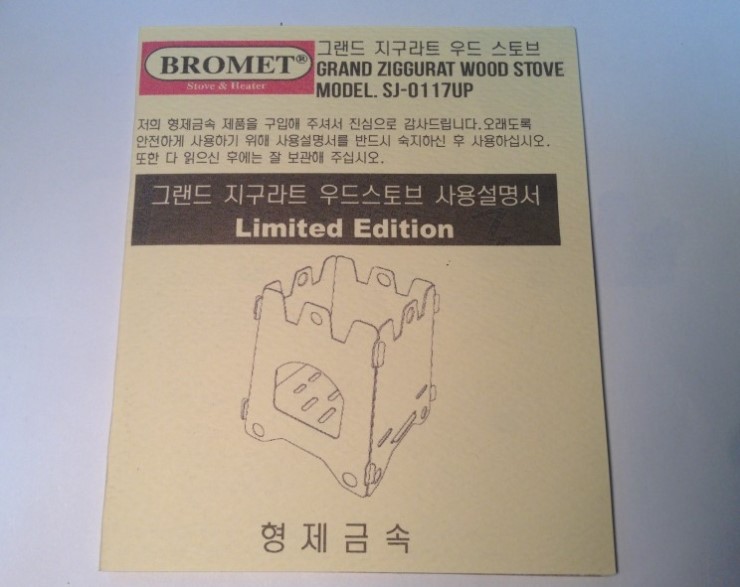 BROMET®
Stove & Heater
그랜드 지구라트 우드 스토브
GRAND ZIGGURAT WOOD STOVE
MODEL. SJ-0117UP
저희 형제금속 제품을 구입해 주셔서 진심으로 감사드립니다.오래도록
안전하게 사용하기 위해 사용설명서를 반드시 숙지하신 후 사용하십시오.
또한 다 읽으신 후에는 잘 보관해 주십시오.
그랜드 지구라트 우드스토브 사용설명서
Limited Edition
형제금속